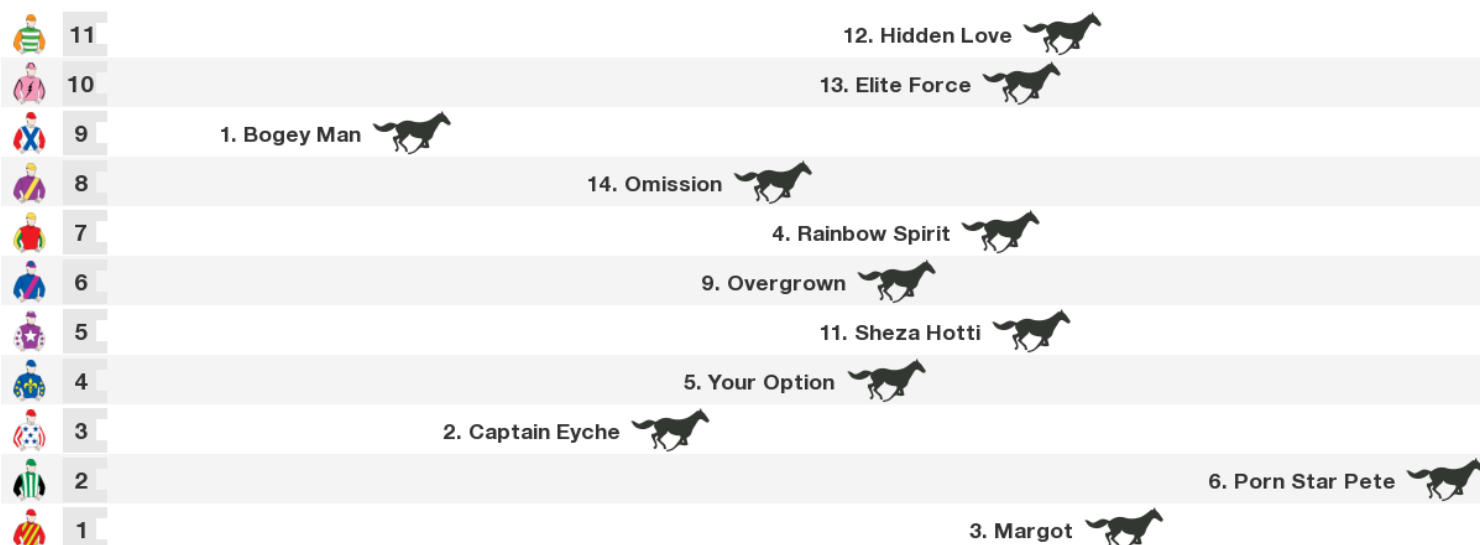 11 12. Hidden Love
10 13. Elite Force
9 1. Bogey Man
8 14. Omission
7 4. Rainbow Spirit
6 9. Overgrown
5 11. Sheza Hotti
4 5. Your Option
3 2. Captain Eyche
2 6. Porn Star Pete
1 3. Margot